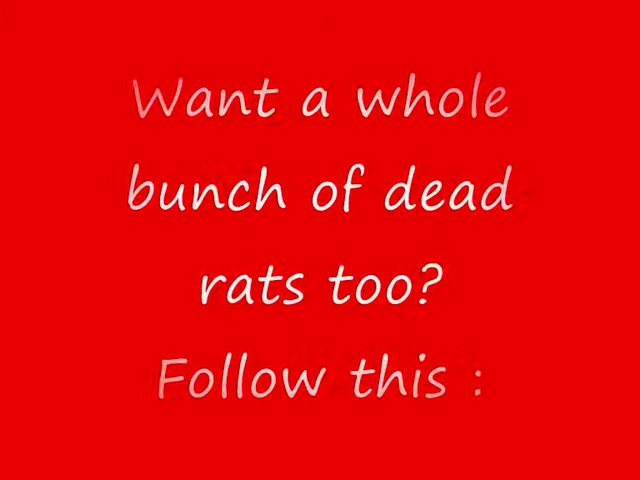 Want a whole
bunch of dead
rats too?
Follow this :